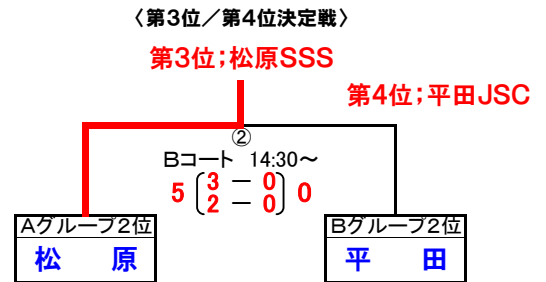 〈第3位／第4位決定戦〉
第3位；松原SSS
第4位；平田JSC
②
Bコート 14:30～
5 3 － 0 0
2 － 0
Aグループ2位 Bグループ2位
松 原 平 田